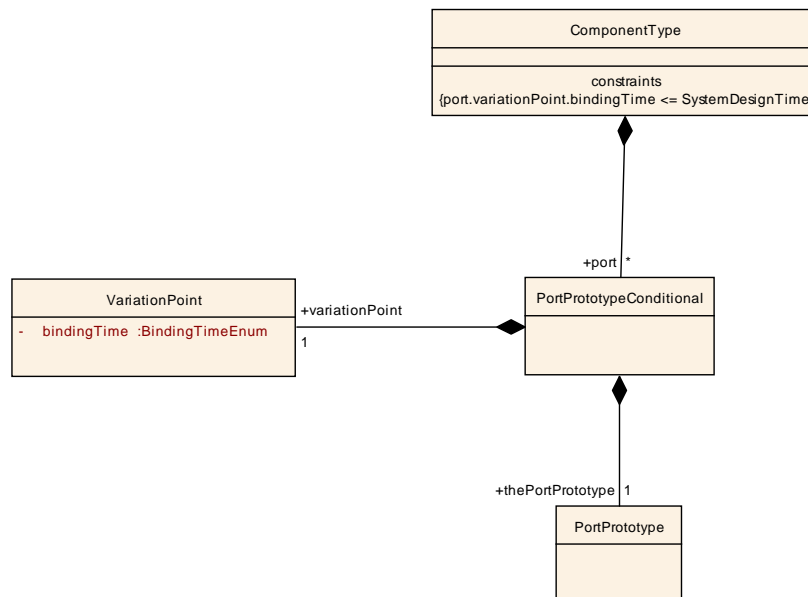 ComponentType
constraints
{port.variationPoint.bindingTime <= SystemDesignTime
+port *
VariationPoint
- bindingTime :BindingTimeEnum
+variationPoint
1
PortPrototypeConditional
+thePortPrototype 1
PortPrototype